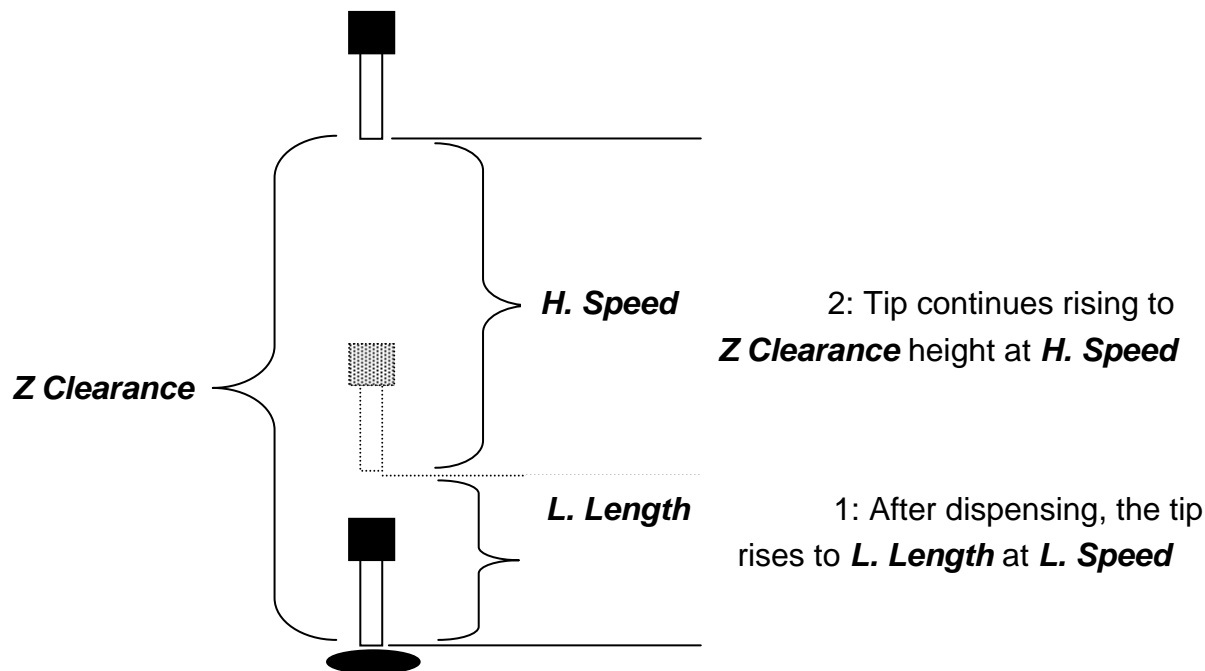 H. Speed
2: Tip continues rising to
Z Clearance height at H. Speed
Z Clearance
L. Length
1: After dispensing, the tip
rises to L. Length at L. Speed